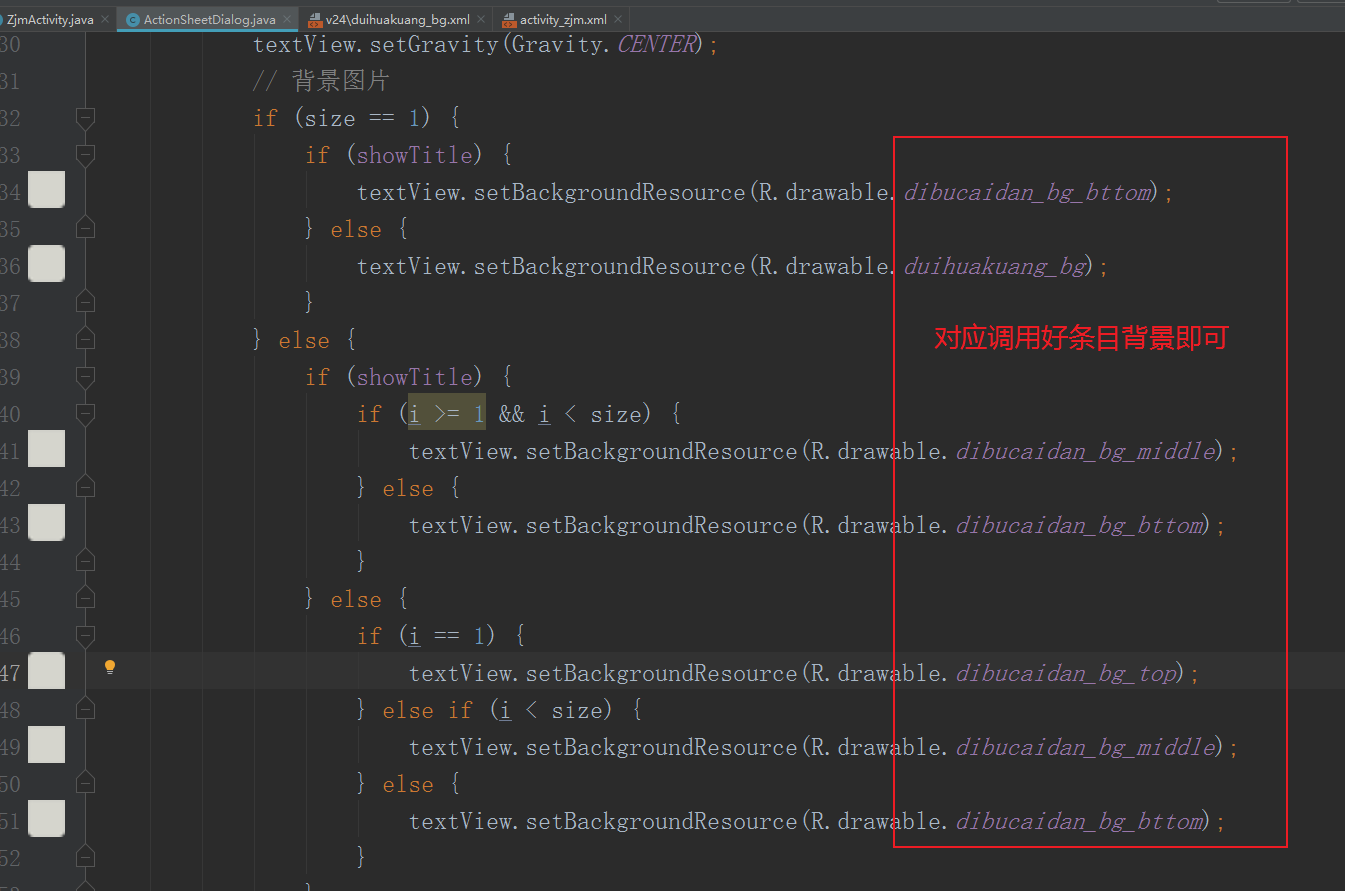 ZjmActivity.java × ActionSheetDialog.java × v24\duihuakuang_bg.xml × activity_zjm.xml ×
30 textView.setGravity(Gravity.CENTER);
31 // 背景图片
32 if (size == 1) {
33 if (showTitle) {
34 textView.setBackgroundResource(R.drawable.dibucaidan_bg_bttom);
35 } else {
36 textView.setBackgroundResource(R.drawable.duihuakuang_bg);
37 }
38 } else {
对应调用好条目背景即可
39 if (showTitle) {
40 if (i >= 1 && i < size) {
41 textView.setBackgroundResource(R.drawable.dibucaidan_bg_middle);
42 } else {
43 textView.setBackgroundResource(R.drawable.dibucaidan_bg_bttom);
44 }
45 } else {
46 if (i == 1) {
47 textView.setBackgroundResource(R.drawable.dibucaidan_bg_top);
48 } else if (i < size) {
49 textView.setBackgroundResource(R.drawable.dibucaidan_bg_middle);
50 } else {
51 textView.setBackgroundResource(R.drawable.dibucaidan_bg_bttom);
52 }